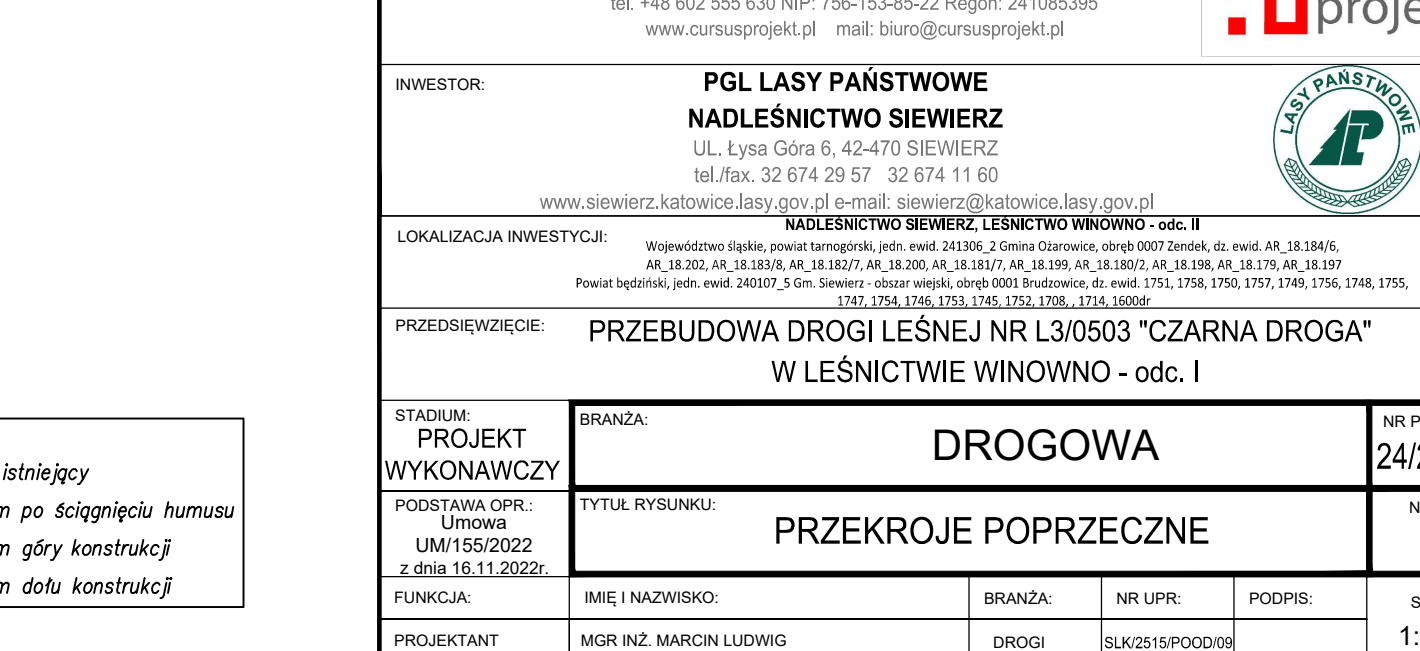 tel. +48 602 555 630 NIP: 756-153-85-22 Regon: 241085395
www.cursusprojekt.pl mail: biuro@cursusprojekt.pl
proje
INWESTOR:
PGL LASY PAŃSTWOWE
NADLEŚNICTWO SIEWIERZ
UL. Łysa Góra 6, 42-470 SIEWIERZ
tel./fax. 32 674 29 57 32 674 11 60
www.siewierz.katowice.lasy.gov.pl e-mail: siewierz@katowice.lasy.gov.pl
LASY PAŃSTWOWE
LOKALIZACJA INWESTYCJI:
NADLEŚNICTWO SIEWIERZ, LEŚNICTWO WINOWNO - odc. II
Województwo śląskie, powiat tarnogórski, jedn. ewid. 241306_2 Gmina Ożarowice, obręb 0007 Zendek, dz. ewid. AR_18.184/6,
AR_18.202, AR_18.183/8, AR_18.182/7, AR_18.200, AR_18.181/7, AR_18.199, AR_18.180/2, AR_18.198, AR_18.179, AR_18.197
Powiat będziński, jedn. ewid. 240107_5 Gm. Siewierz - obszar wiejski, obręb 0001 Brudzowice, dz. ewid. 1751, 1758, 1750, 1757, 1749, 1756, 1748, 1755,
1747, 1754, 1746, 1753, 1745, 1752, 1708, , 1714, 1600dr
PRZEDSIĘWZIĘCIE:
PRZEBUDOWA DROGI LEŚNEJ NR L3/0503 "CZARNA DROGA"
W LEŚNICTWIE WINOWNO - odc. I
STADIUM:
PROJEKT
WYKONAWCZY
BRANŻA:
DROGOWA
NR P
24/2
PODSTAWA OPR.:
Umowa
UM/155/2022
z dnia 16.11.2022r.
TYTUŁ RYSUNKU:
PRZEKROJE POPRZECZNE
N
FUNKCJA: IMIĘ I NAZWISKO: BRANŻA: NR UPR: PODPIS: S
PROJEKTANT MGR INŻ. MARCIN LUDWIG DROGI SLK/2515/POOD/09 1:
istniejący
m po ściągnięciu humusu
m góry konstrukcji
m dołu konstrukcji